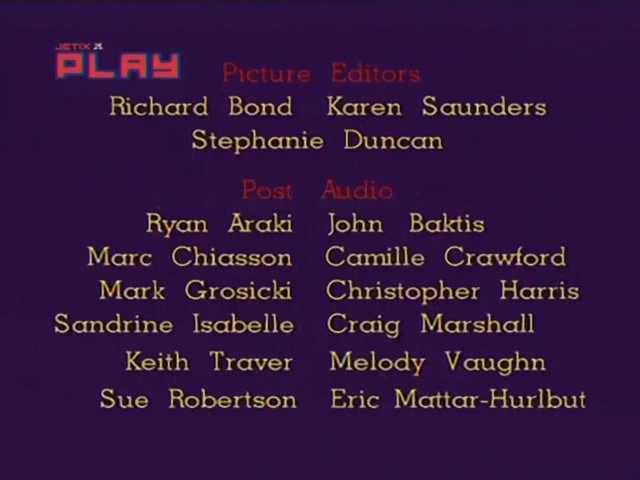 JETIX
PLAY
Picture Editors
Richard Bond Karen Saunders
Stephanie Duncan
Post Audio
Ryan Araki John Baktis
Marc Chiasson Camille Crawford
Mark Grosicki Christopher Harris
Sandrine Isabelle Craig Marshall
Keith Traver Melody Vaughn
Sue Robertson Eric Mattar-Hurlbut